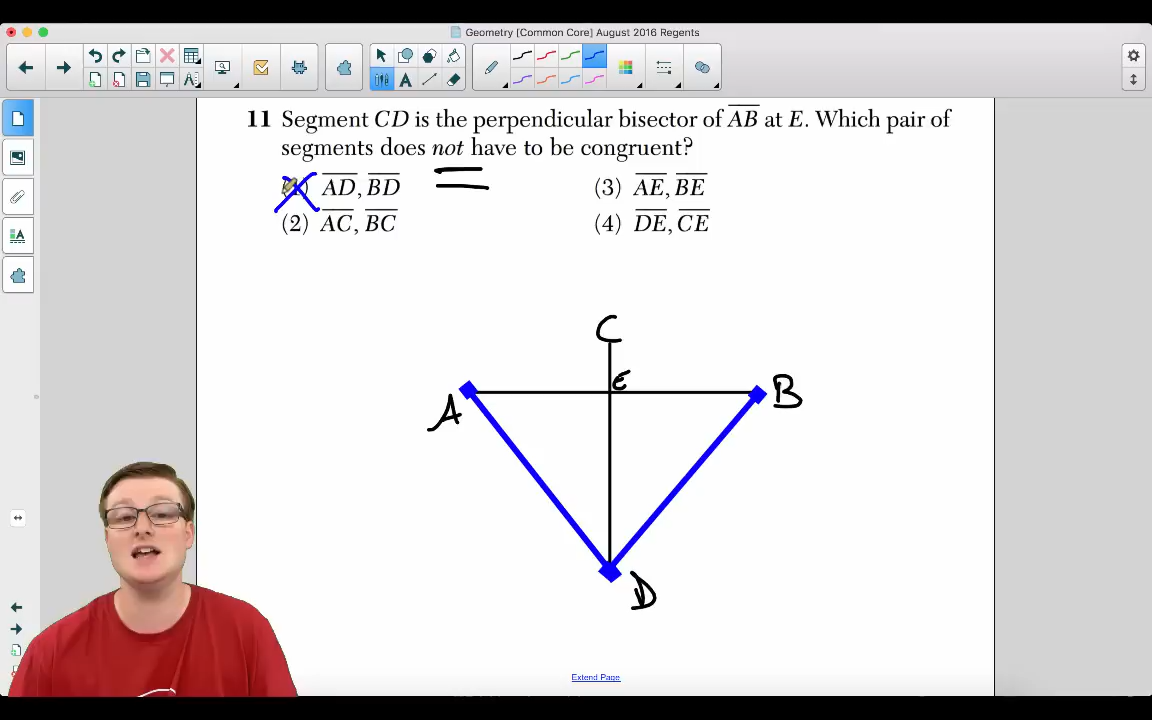 Geometry [Common Core] August 2016 Regents
11 Segment CD is the perpendicular bisector of AB at E. Which pair of
segments does not have to be congruent?
AD, BD
(3) AE, BE
(2) AC, BC
(4) DE, CE
C
E
A
B
D
Extend Page